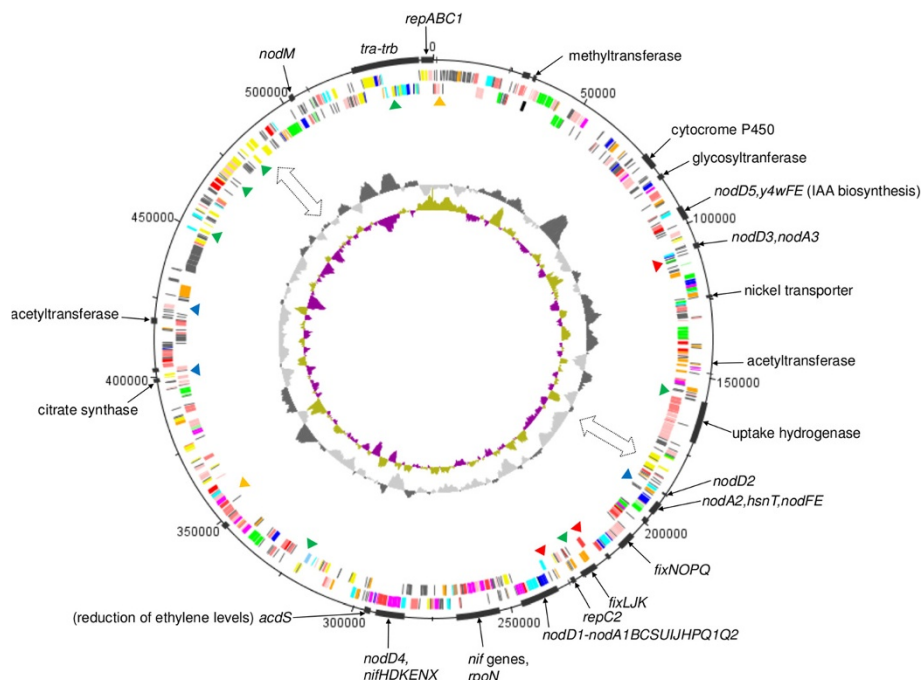 repABC1
0
tra-trb
methyltransferase
nodM
500000
50000
cytocrome P450
glycosyltranferase
nodD5,y4wFE (IAA biosynthesis)
100000
450000
nodD3,nodA3
nickel transporter
acetyltransferase
acetyltransferase
150000
400000
citrate synthase
uptake hydrogenase
nodD2
nodA2,hsnT,nodFE
200000
350000
fixNOPQ
fixLJK
(reduction of ethylene levels) acdS
300000
250000
repC2
nodD1-nodA1BCSUIJHPQ1Q2
nodD4,
nifHDKENX
nif genes,
rpoN